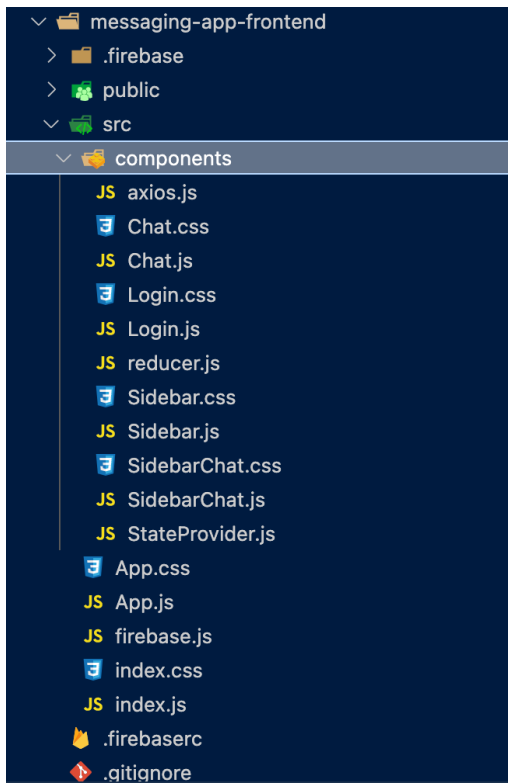 messaging-app-frontend
.firebase
public
src
components
JS axios.js
Chat.css
JS Chat.js
Login.css
JS Login.js
JS reducer.js
Sidebar.css
JS Sidebar.js
SidebarChat.css
JS SidebarChat.js
JS StateProvider.js
App.css
JS App.js
JS firebase.js
index.css
JS index.js
.firebaserc
.gitignore